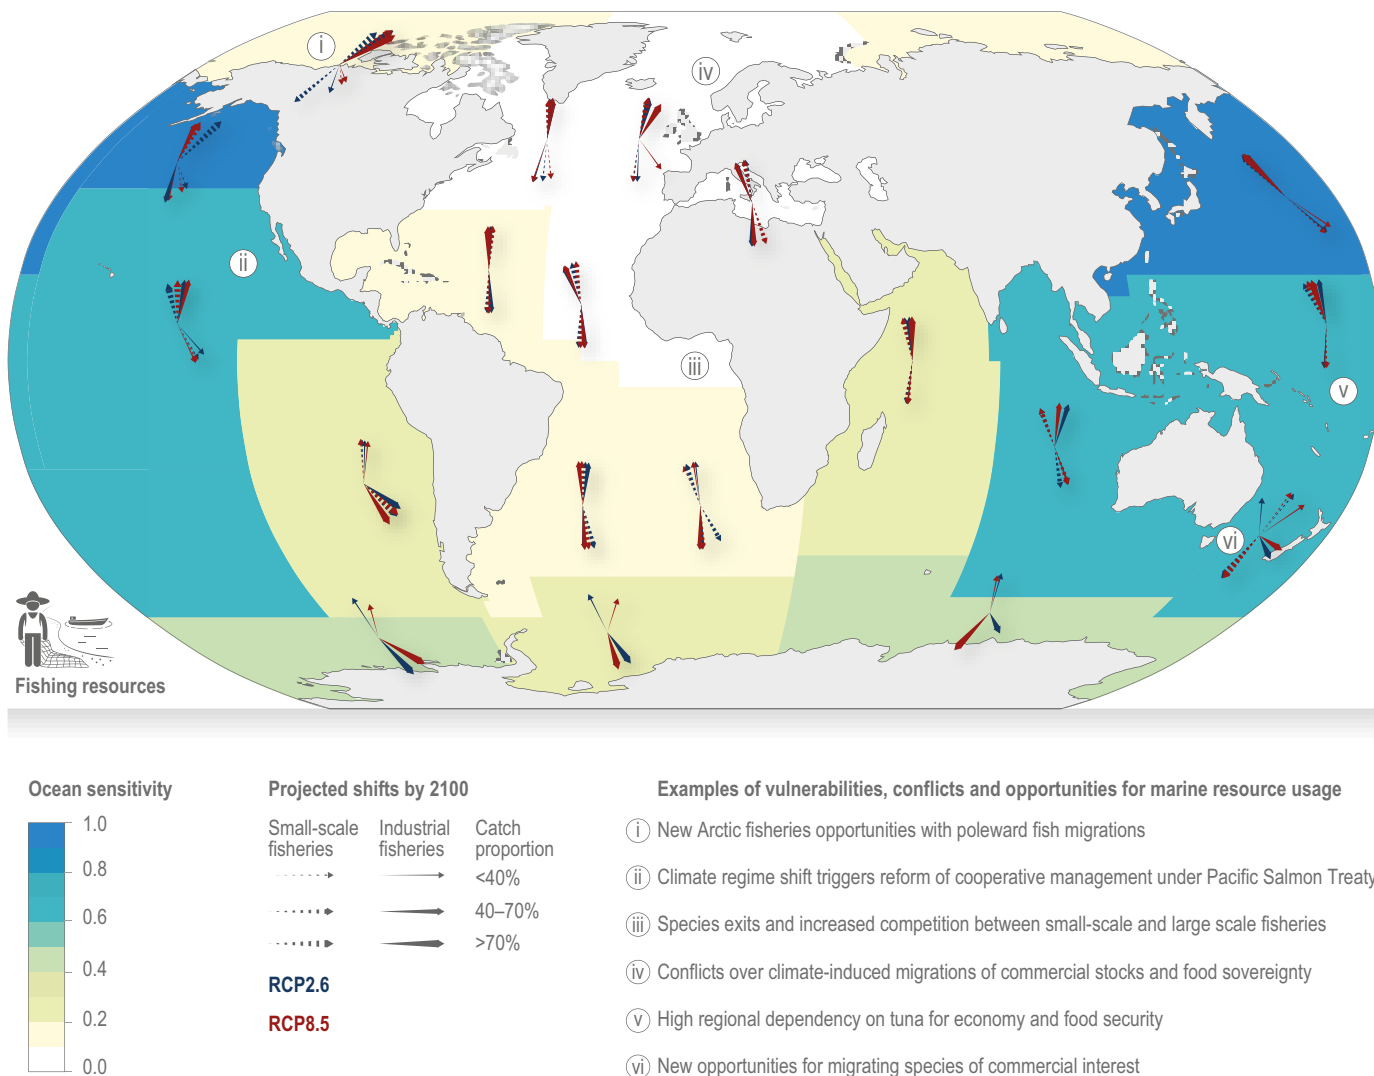 i
iv
ii
iii
v
vi
Fishing resources
Ocean sensitivity
1.0
0.8
0.6
0.4
0.2
0.0
Projected shifts by 2100
Small-scale fisheries
Industrial fisheries
Catch proportion
<40%
40–70%
>70%
RCP2.6
RCP8.5
Examples of vulnerabilities, conflicts and opportunities for marine resource usage
i New Arctic fisheries opportunities with poleward fish migrations
ii Climate regime shift triggers reform of cooperative management under Pacific Salmon Treaty
iii Species exits and increased competition between small-scale and large scale fisheries
iv Conflicts over climate-induced migrations of commercial stocks and food sovereignty
v High regional dependency on tuna for economy and food security
vi New opportunities for migrating species of commercial interest